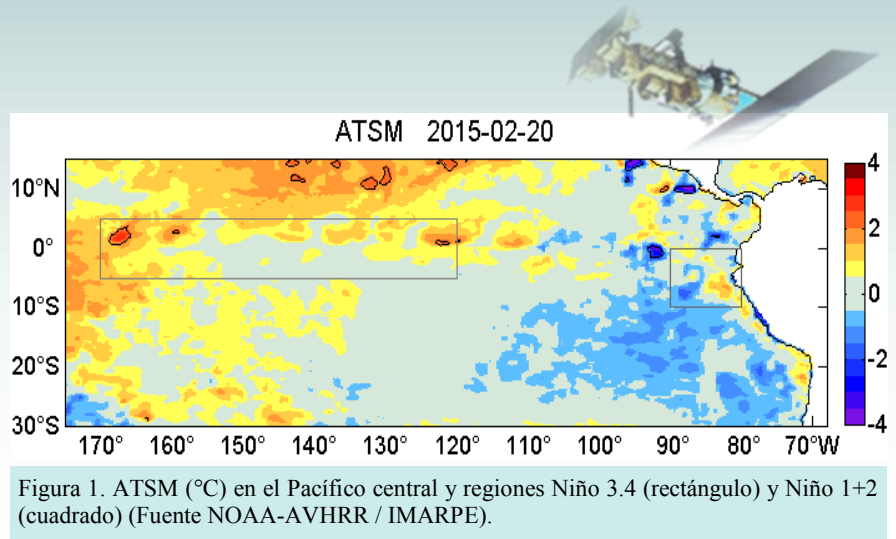 ATSM 2015-02-20
10°N
0°
10°S
20°S
30°S
170° 160° 150° 140° 130° 120° 110° 100° 90° 80° 70°W
4
2
0
-2
-4
Figura 1. ATSM (°C) en el Pacífico central y regiones Niño 3.4 (rectángulo) y Niño 1+2
(cuadrado) (Fuente NOAA-AVHRR / IMARPE).